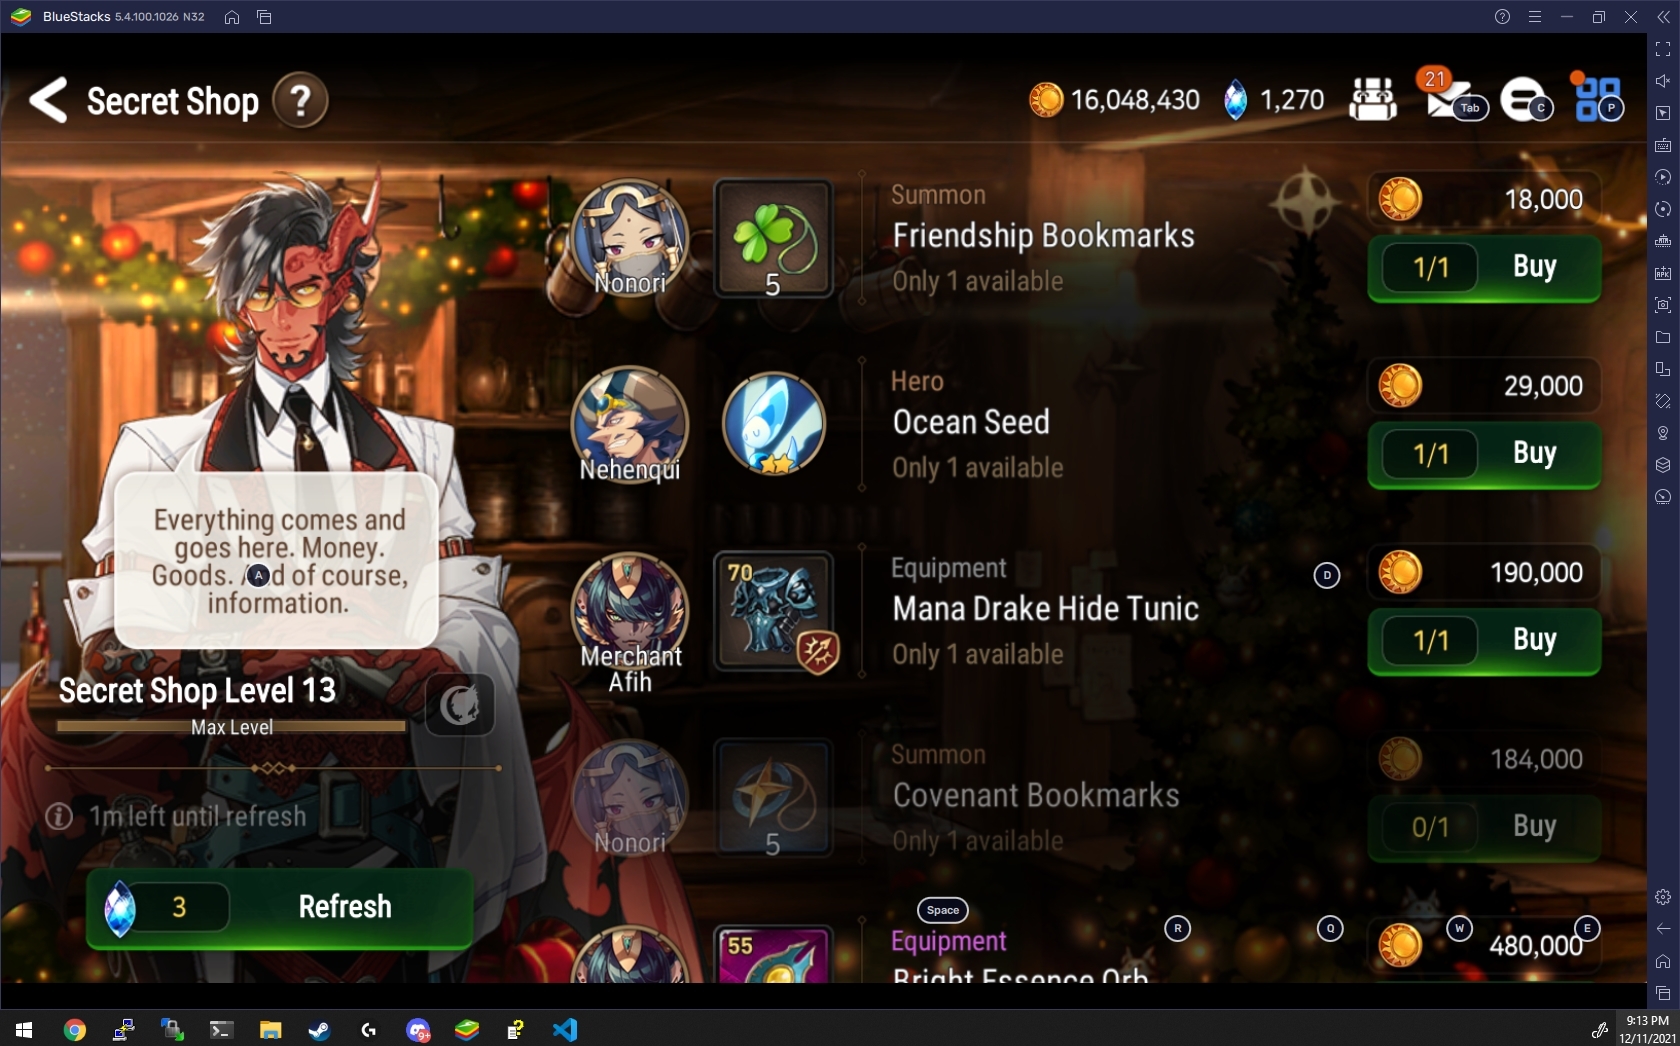 BlueStacks 5.4.100.1026 N32
Secret Shop ?
16,048,430
1,270
21
Tab
C
P
Nonori
5
Summon
Friendship Bookmarks
Only 1 available
18,000
1/1 Buy
Nehenqui
Hero
Ocean Seed
Only 1 available
29,000
1/1 Buy
Everything comes and
goes here. Money.
Goods. A d of course,
information.
Merchant
Afih
70
Equipment
Mana Drake Hide Tunic
Only 1 available
D
190,000
1/1 Buy
Secret Shop Level 13
Max Level
1m left until refresh
3 Refresh
Nonori
5
Summon
Covenant Bookmarks
Only 1 available
184,000
0/1 Buy
Space
R
Q
W
E
55
Equipment
Bright Essence Orb
480,000
9+
9:13 PM
12/11/2021